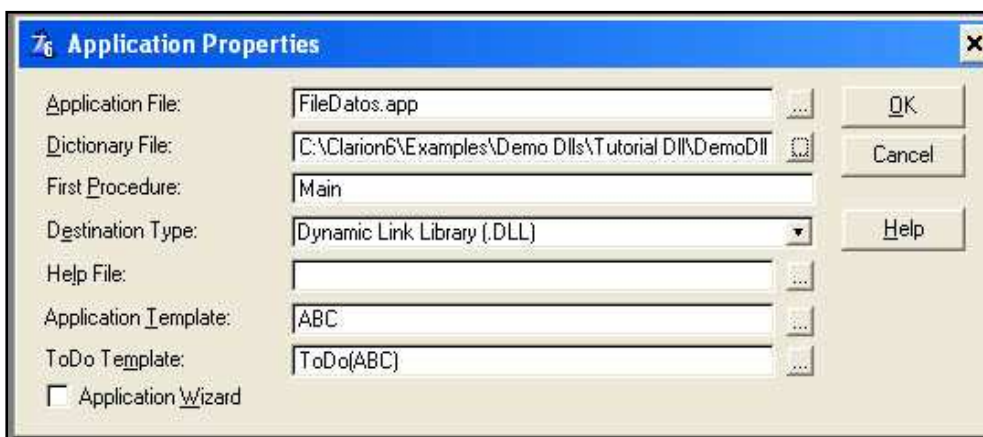 Application Properties
Application File: FileDatos.app ... OK
Dictionary File: C:\Clarion6\Examples\Demo Dlls\Tutorial Dll\DemoDll ... Cancel
First Procedure: Main
Destination Type: Dynamic Link Library (.DLL) Help
Help File: ...
Application Template: ABC ...
ToDo Template: ToDo(ABC) ...
Application Wizard